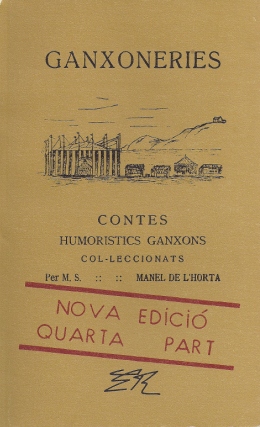 GANXONERIES
CONTES
HUMORISTICS GANXONS
COL-LECCIONATS
Per M. S. :: :: MANEL DE L'HORTA
NOVA EDICIÓ
QUARTA PART